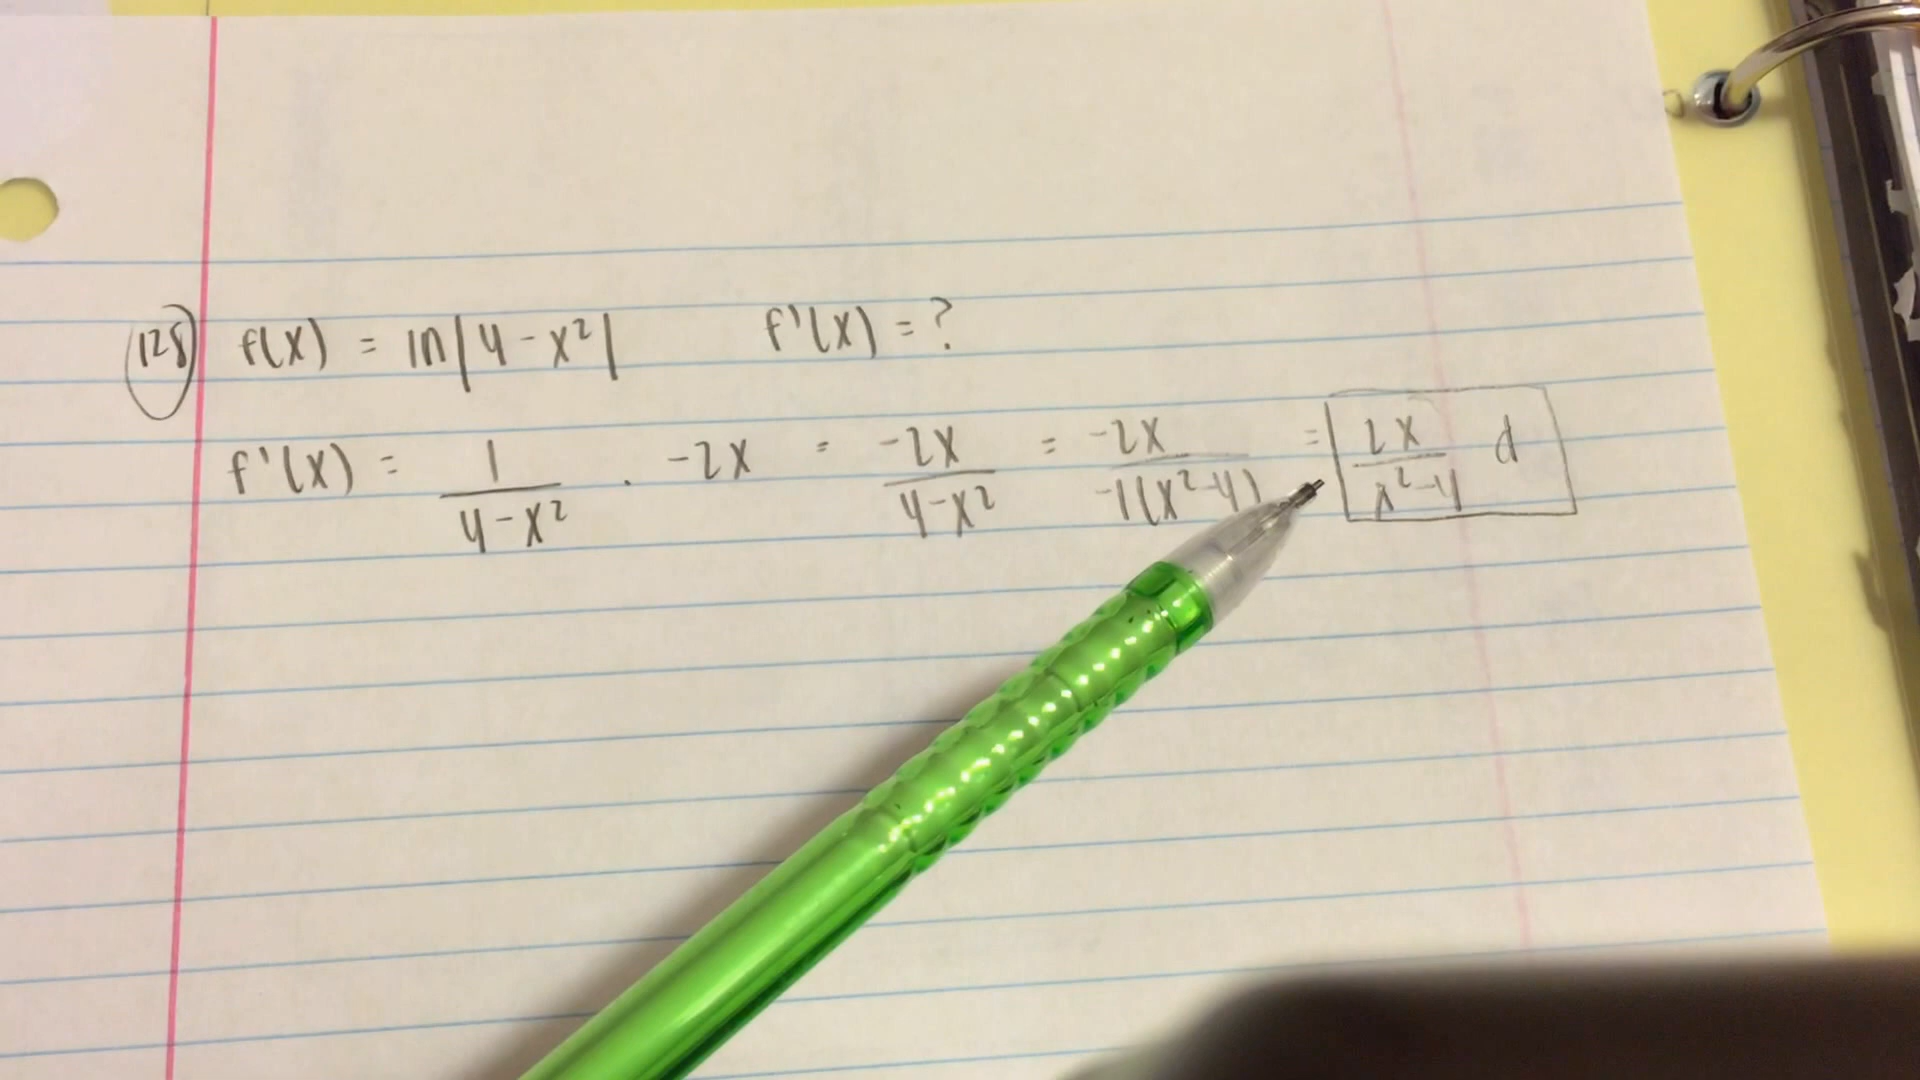 128 f(x) = ln|4 - x²| f'(x) = ?
f'(x) = 1/(4 - x²) · -2x = -2x/(4 - x²) = -2x/(-1(x² - 4)) = 2x/(x² - 4) d